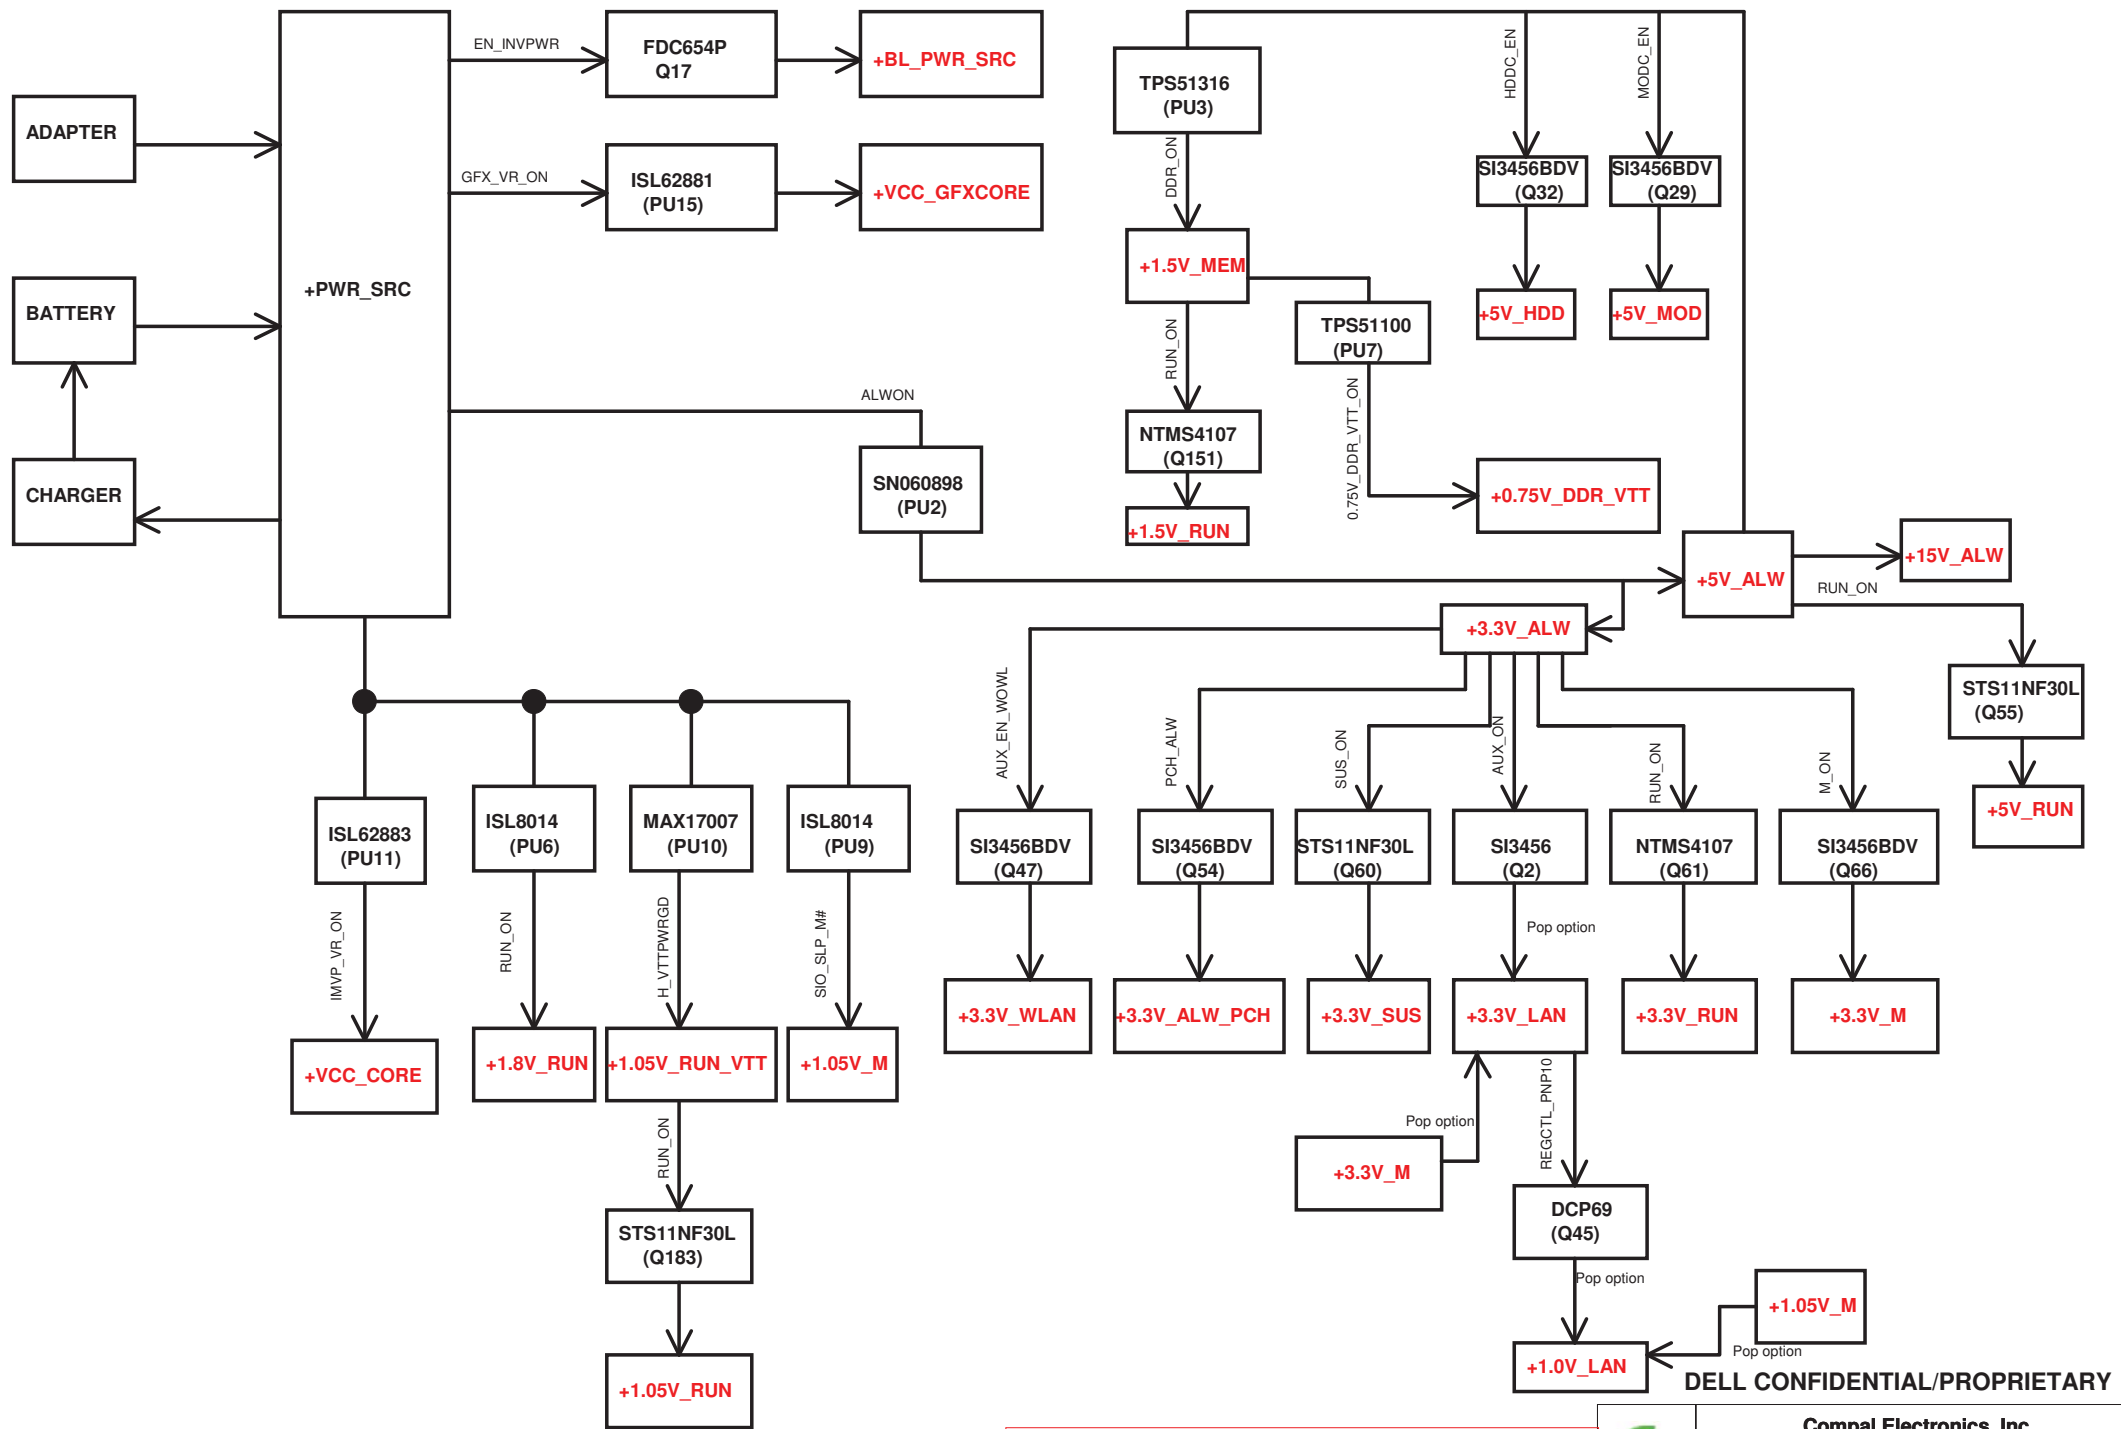 ADAPTER
BATTERY
CHARGER
+PWR_SRC
EN_INVPWR
FDC654P
Q17
+BL_PWR_SRC
GFX_VR_ON
ISL62881
(PU15)
+VCC_GFXCORE
ALWON
SN060898
(PU2)
TPS51316
(PU3)
DDR_ON
+1.5V_MEM
RUN_ON
NTMS4107
(Q151)
+1.5V_RUN
TPS51100
(PU7)
0.75V_DDR_VTT_ON
+0.75V_DDR_VTT
HDDC_EN
SI3456BDV
(Q32)
+5V_HDD
MODC_EN
SI3456BDV
(Q29)
+5V_MOD
+5V_ALW
+15V_ALW
RUN_ON
STS11NF30L
(Q55)
+5V_RUN
+3.3V_ALW
AUX_EN_WOWL
SI3456BDV
(Q47)
+3.3V_WLAN
PCH_ALW
SI3456BDV
(Q54)
+3.3V_ALW_PCH
SUS_ON
STS11NF30L
(Q60)
+3.3V_SUS
AUX_ON
SI3456
(Q2)
Pop option
+3.3V_LAN
RUN_ON
NTMS4107
(Q61)
+3.3V_RUN
M_ON
SI3456BDV
(Q66)
+3.3V_M
Pop option
+3.3V_M
REGCTL_PNP10
DCP69
(Q45)
Pop option
+1.0V_LAN
+1.05V_M
Pop option
ISL62883
(PU11)
IMVP_VR_ON
+VCC_CORE
ISL8014
(PU6)
RUN_ON
+1.8V_RUN
MAX17007
(PU10)
H_VTTPWRGD
+1.05V_RUN_VTT
RUN_ON
STS11NF30L
(Q183)
+1.05V_RUN
ISL8014
(PU9)
SIO_SLP_M#
+1.05V_M
DELL CONFIDENTIAL/PROPRIETARY
Compal Electronics, Inc